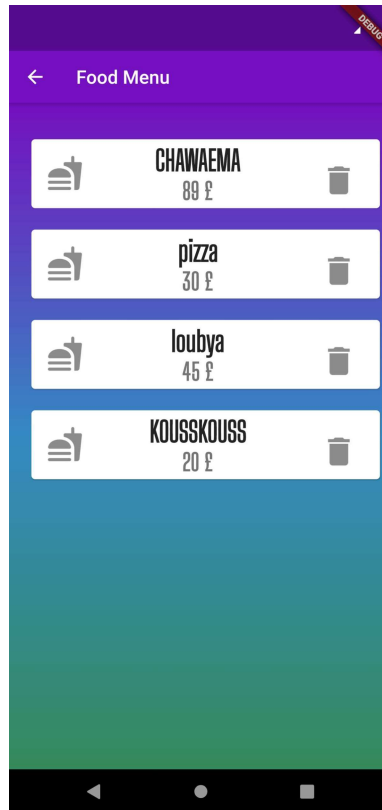 DEBUG
Food Menu
CHAWAEMA
89 £
pizza
30 £
loubya
45 £
KOUSSKOUSS
20 £